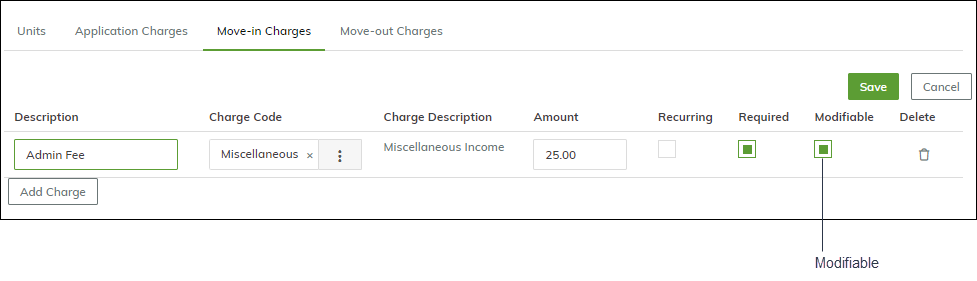 Units Application Charges Move-in Charges Move-out Charges
Save Cancel
Description Charge Code Charge Description Amount Recurring Required Modifiable Delete
Admin Fee Miscellaneous × Miscellaneous Income 25.00
Add Charge
Modifiable